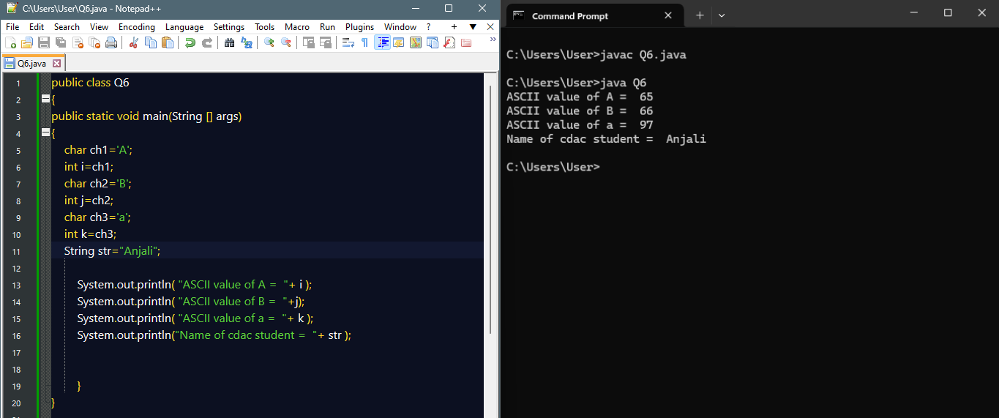 C:\Users\User\Q6.java - Notepad++
File Edit Search View Encoding Language Settings Tools Macro Run Plugins Window ? + ▼ X
Q6.java
1 public class Q6
2 {
3 public static void main(String [] args)
4 {
5 char ch1='A';
6 int i=ch1;
7 char ch2='B';
8 int j=ch2;
9 char ch3='a';
10 int k=ch3;
11 String str="Anjali";
12
13 System.out.println( "ASCII value of A =  "+ i );
14 System.out.println( "ASCII value of B =  "+j);
15 System.out.println( "ASCII value of a =  "+ k );
16 System.out.println("Name of cdac student =  "+ str );
17
18
19 }
20 }
Command Prompt
C:\Users\User>javac Q6.java
C:\Users\User>java Q6
ASCII value of A =  65
ASCII value of B =  66
ASCII value of a =  97
Name of cdac student =  Anjali
C:\Users\User>